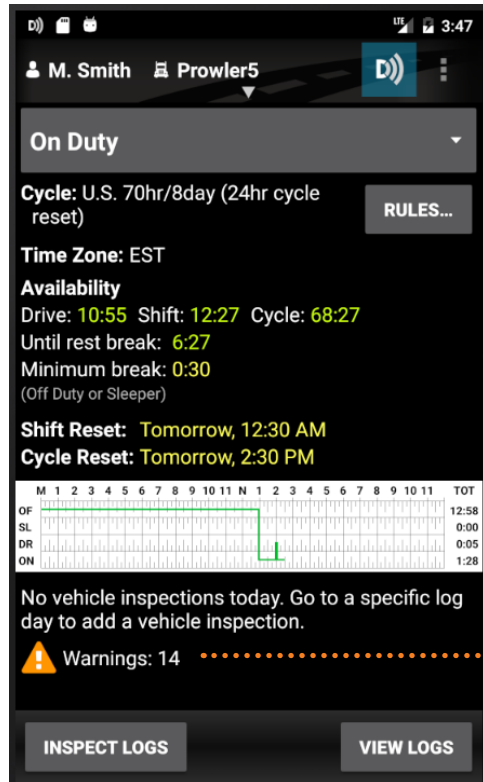 D)) LTE 3:47
M. Smith Prowler5 D))
On Duty
Cycle: U.S. 70hr/8day (24hr cycle
reset)
RULES...
Time Zone: EST
Availability
Drive: 10:55 Shift: 12:27 Cycle: 68:27
Until rest break: 6:27
Minimum break: 0:30
(Off Duty or Sleeper)
Shift Reset: Tomorrow, 12:30 AM
Cycle Reset: Tomorrow, 2:30 PM
M 1 2 3 4 5 6 7 8 9 10 11 N 1 2 3 4 5 6 7 8 9 10 11 TOT
OF 12:58
SL 0:00
DR 0:05
ON 1:28
No vehicle inspections today. Go to a specific log
day to add a vehicle inspection.
Warnings: 14
INSPECT LOGS VIEW LOGS